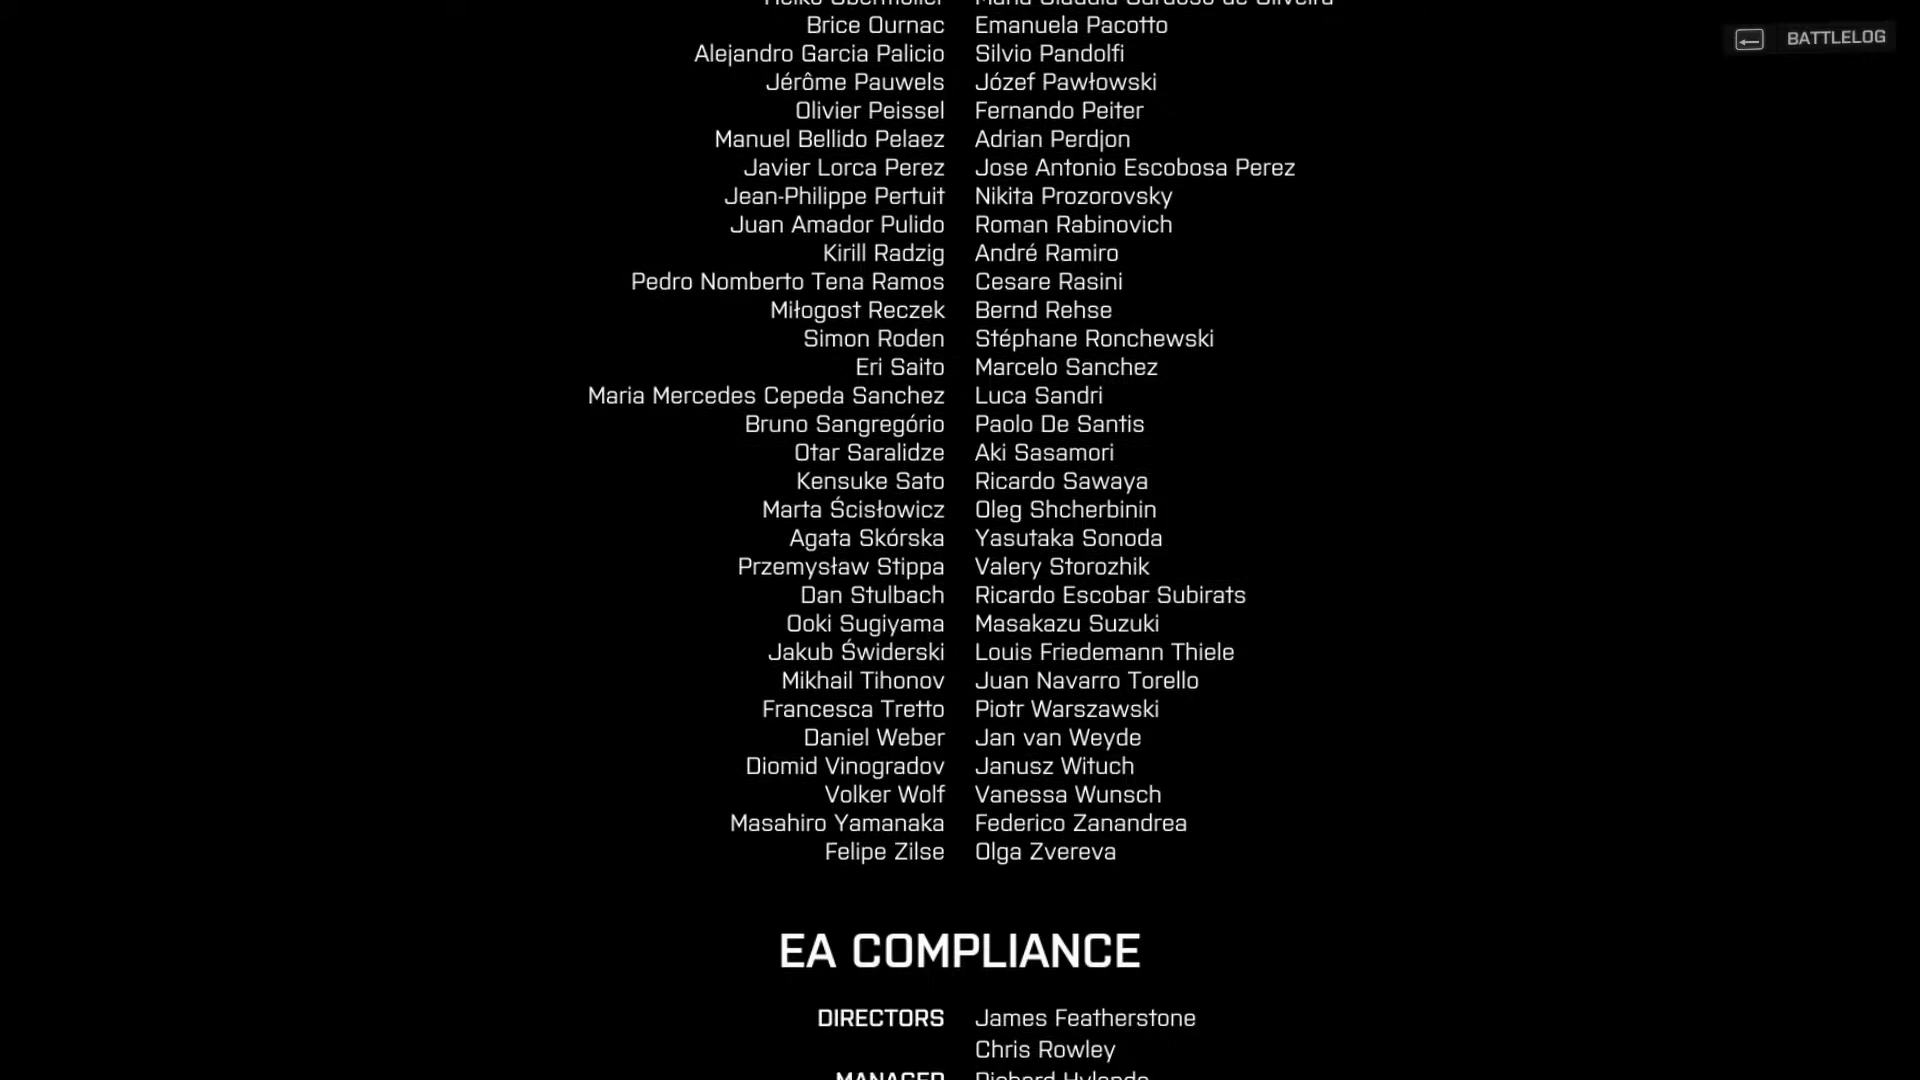 Brice Ournac Emanuela Pacotto
BATTLELOG
Alejandro Garcia Palicio Silvio Pandolfi
Jérôme Pauwels Józef Pawłowski
Olivier Peissel Fernando Peiter
Manuel Bellido Pelaez Adrian Perdjon
Javier Lorca Perez Jose Antonio Escobosa Perez
Jean-Philippe Pertuit Nikita Prozorovsky
Juan Amador Pulido Roman Rabinovich
Kirill Radzig André Ramiro
Pedro Nomberto Tena Ramos Cesare Rasini
Miłogost Reczek Bernd Rehse
Simon Roden Stéphane Ronchewski
Eri Saito Marcelo Sanchez
Maria Mercedes Cepeda Sanchez Luca Sandri
Bruno Sangregório Paolo De Santis
Otar Saralidze Aki Sasamori
Kensuke Sato Ricardo Sawaya
Marta Ścisłowicz Oleg Shcherbinin
Agata Skórska Yasutaka Sonoda
Przemysław Stippa Valery Storozhik
Dan Stulbach Ricardo Escobar Subirats
Ooki Sugiyama Masakazu Suzuki
Jakub Świderski Louis Friedemann Thiele
Mikhail Tihonov Juan Navarro Torello
Francesca Tretto Piotr Warszawski
Daniel Weber Jan van Weyde
Diomid Vinogradov Janusz Wituch
Volker Wolf Vanessa Wunsch
Masahiro Yamanaka Federico Zanandrea
Felipe Zilse Olga Zvereva
EA COMPLIANCE
DIRECTORS James Featherstone
Chris Rowley
MANAGER Richard